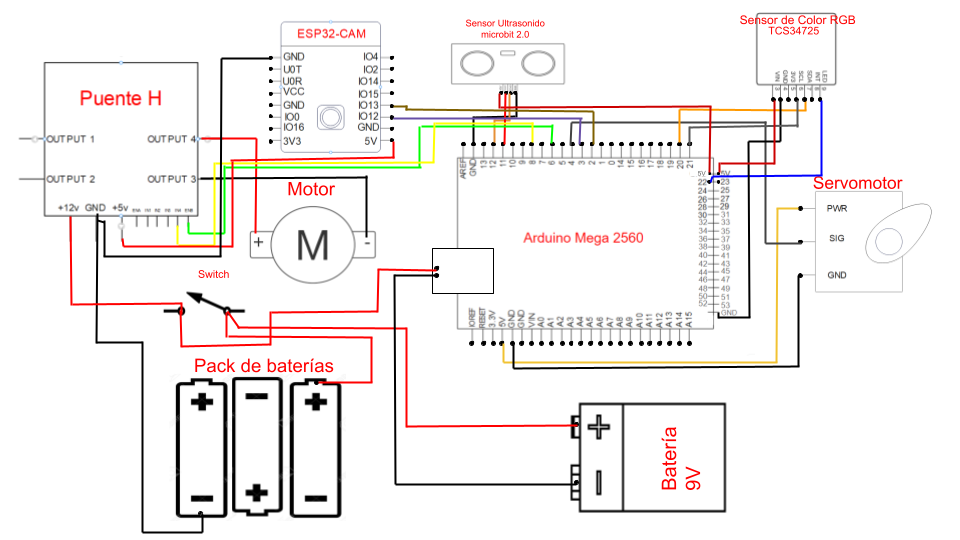 Sensor Ultrasonido
microbit 2.0
Sensor de Color RGB
TCS34725
VIN GND 3V3 SCL SDA INT LED
3 4 5 6 7 8 9
ESP32-CAM
GND IO4
U0T IO2
U0R IO14
VCC IO15
GND IO13
IO0 IO12
IO16 GND
3V3 5V
Puente H
OUTPUT 1 OUTPUT 4
OUTPUT 2 OUTPUT 3
+12v GND +5v
Motor
+ M -
Switch
Pack de baterías
+ − +
− + −
AREF GND 13 12 11 10 9 8 7 6 5 4 3 2 1 0 14 15 16 17 18 19 20 21
5V 5V
22 23
24 25
26 27
28 29
30 31
32 33
34 35
36 37
38 39
40 41
42 43
44 45
46 47
48 49
50 51
52 53
GND
Arduino Mega 2560
IOREF RESET 3.3V 5V GND GND VIN A0 A1 A2 A3 A4 A5 A6 A7 A8 A9 A10 A11 A12 A13 A14 A15
Servomotor
PWR
SIG
GND
+
−
Batería
9V